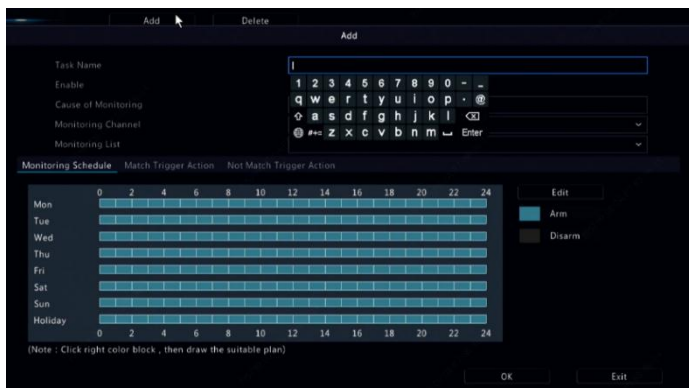 Add Delete
Add
Task Name
Enable
1 2 3 4 5 6 7 8 9 0 - _
Cause of Monitoring
q w e r t y u i o p . @
Monitoring Channel
a s d f g h j k l
Monitoring List
#+= z x c v b n m Enter
Monitoring Schedule Match Trigger Action Not Match Trigger Action
0 2 4 6 8 10 12 14 16 18 20 22 24 Edit
Mon
Arm
Tue
Wed Disarm
Thu
Fri
Sat
Sun
Holiday
0 2 4 6 8 10 12 14 16 18 20 22 24
(Note : Click right color block , then draw the suitable plan)
OK Exit